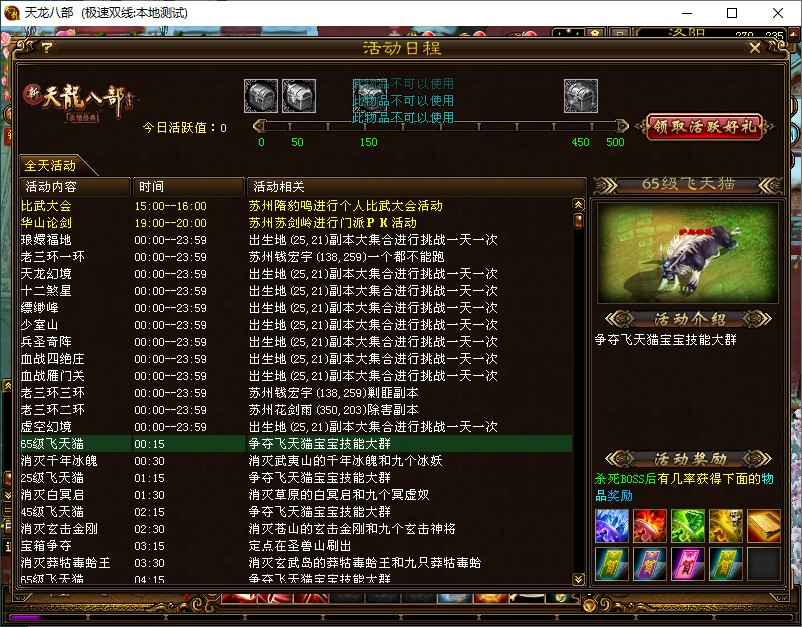 天龙八部 (极速双线:本地测试)
活动日程
新天龍八部
此物品不可以使用
此物品不可以使用
此物品不可以使用
今日活跃值：0
0 50 150 450 500
领取活跃好礼
全天活动
活动内容 时间 活动相关
比武大会 15:00--16:00 苏州隋豹鸣进行个人比武大会活动
华山论剑 19:00--20:00 苏州苏剑岭进行门派ＰＫ活动
琅嬛福地 00:00--23:59 出生地(25,21)副本大集合进行挑战一天一次
老三环一环 00:00--23:59 苏州钱宏宇(138,259)一个都不能跑
天龙幻境 00:00--23:59 出生地(25,21)副本大集合进行挑战一天一次
十二煞星 00:00--23:59 出生地(25,21)副本大集合进行挑战一天一次
缥缈峰 00:00--23:59 出生地(25,21)副本大集合进行挑战一天一次
少室山 00:00--23:59 出生地(25,21)副本大集合进行挑战一天一次
兵圣奇阵 00:00--23:59 出生地(25,21)副本大集合进行挑战一天一次
血战四绝庄 00:00--23:59 出生地(25,21)副本大集合进行挑战一天一次
血战雁门关 00:00--23:59 出生地(25,21)副本大集合进行挑战一天一次
老三环三环 00:00--23:59 苏州钱宏宇(138,259)剿匪副本
老三环二环 00:00--23:59 苏州花剑雨(350,203)除害副本
虚空幻境 00:00--23:59 出生地(25,21)副本大集合进行挑战一天一次
65级飞天猫 00:15 争夺飞天猫宝宝技能大群
消灭千年冰魄 00:30 消灭武夷山的千年冰魄和九个冰妖
25级飞天猫 01:15 争夺飞天猫宝宝技能大群
消灭白冥启 01:30 消灭草原的白冥启和九个冥虚奴
45级飞天猫 02:15 争夺飞天猫宝宝技能大群
消灭玄击金刚 02:30 消灭苍山的玄击金刚和九个玄击神将
宝箱争夺 03:15 定点在圣兽山刷出
消灭莽牯毒蛤王 03:30 消灭玄武岛的莽牯毒蛤王和九只莽牯毒蛤
65级飞天猫 04:15 争夺飞天猫宝宝技能大群
65级飞天猫
活动介绍
争夺飞天猫宝宝技能大群
活动奖励
杀死BOSS后有几率获得下面的物
品奖励